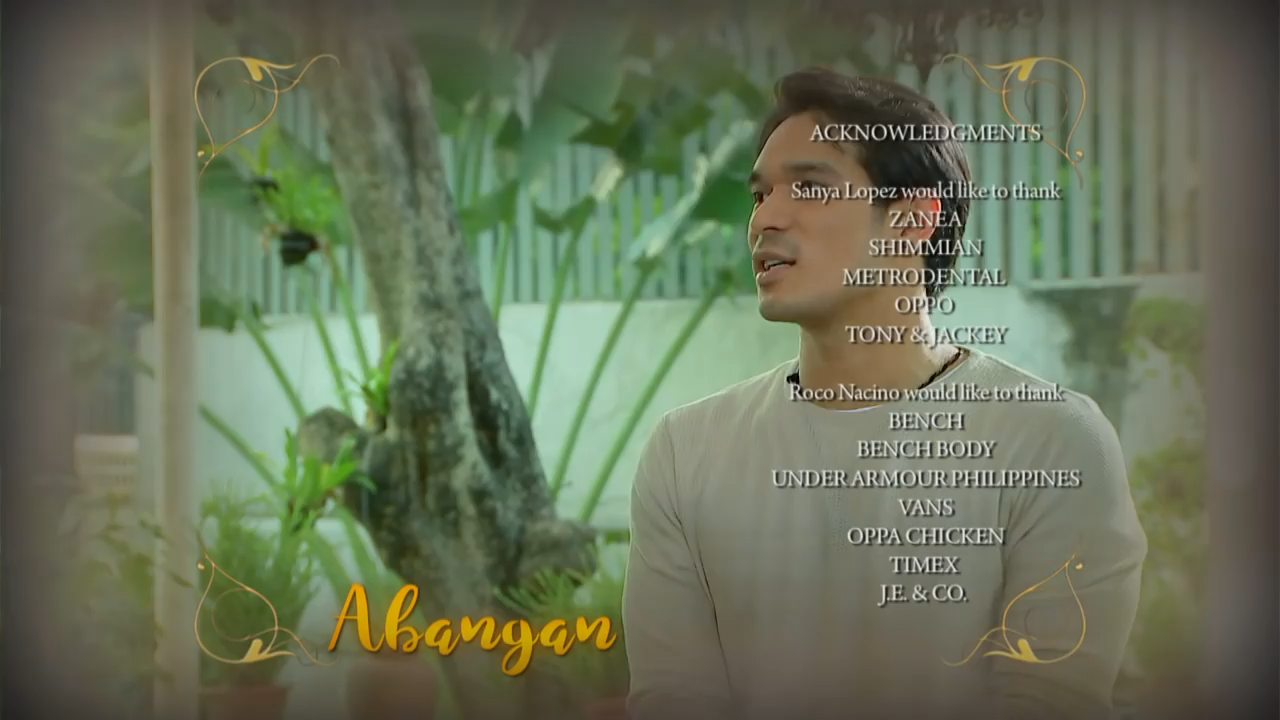 ACKNOWLEDGMENTS
Sanya Lopez would like to thank
ZANEA
SHIMMIAN
METRODENTAL
OPPO
TONY & JACKEY
Roco Nacino would like to thank
BENCH
BENCH BODY
UNDER ARMOUR PHILIPPINES
VANS
OPPA CHICKEN
TIMEX
J.E. & CO.
Abangan